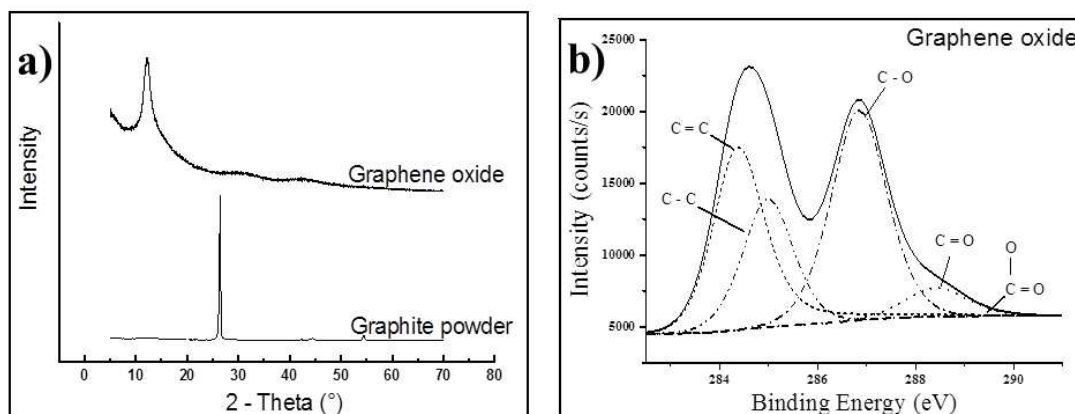 a)
Intensity
Graphene oxide
Graphite powder
0 10 20 30 40 50 60 70 80
2 - Theta (°)
b)
Graphene oxide
Intensity (counts/s)
25000
20000
15000
10000
5000
C - O
C = C
C - C
C = O
O
C = O
284 286 288 290
Binding Energy (eV)